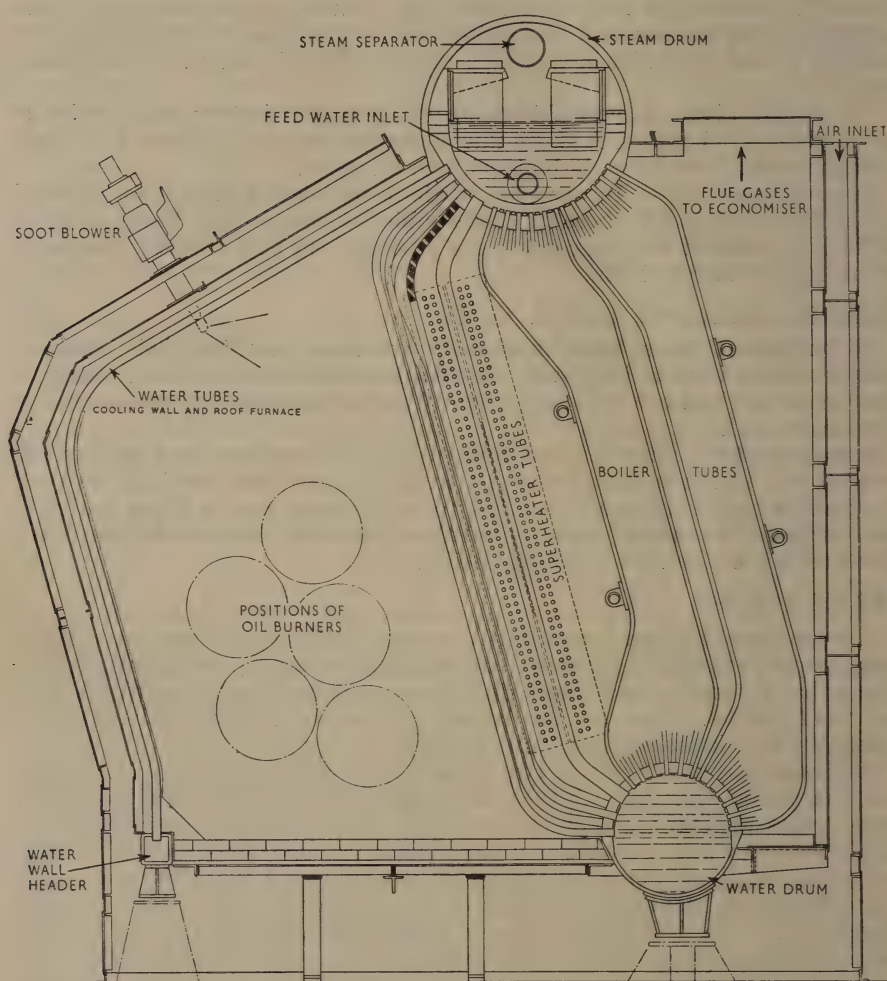 STEAM SEPARATOR
STEAM DRUM
FEED WATER INLET
AIR INLET
FLUE GASES
TO ECONOMISER
SOOT BLOWER
WATER TUBES
COOLING WALL AND ROOF FURNACE
SUPERHEATER TUBES
BOILER
TUBES
POSITIONS OF
OIL BURNERS
WATER
WALL
HEADER
WATER DRUM